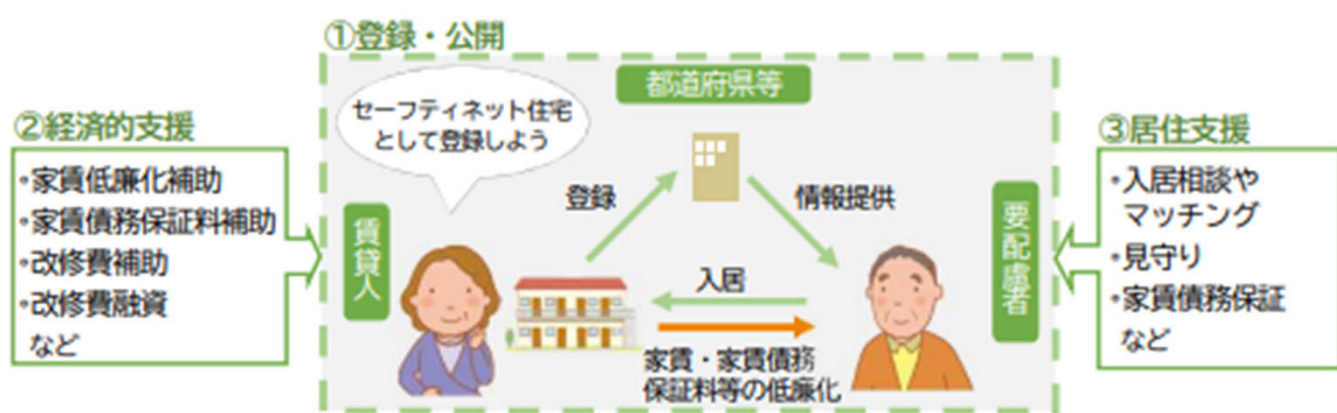 ①登録・公開
都道府県等
セーフティネット住宅
として登録しよう
②経済的支援
•家賃低廉化補助
•家賃債務保証料補助
•改修費補助
•改修費融資
など
賃貸人
登録
情報提供
入居
家賃・家賃債務
保証料等の低廉化
要配慮者
③居住支援
•入居相談や
マッチング
•見守り
•家賃債務保証
など